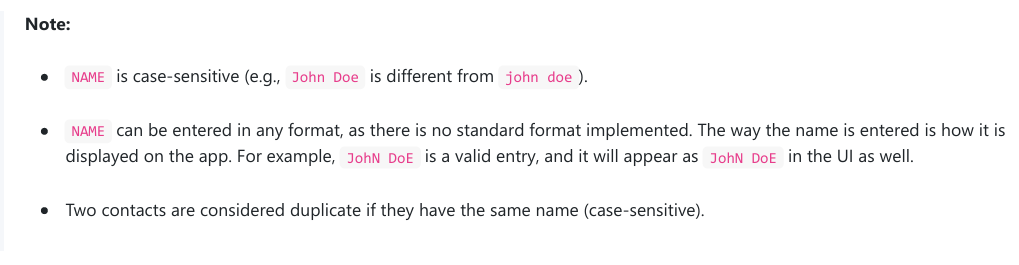 Note:
• NAME is case-sensitive (e.g., John Doe is different from john doe ).
• NAME can be entered in any format, as there is no standard format implemented. The way the name is entered is how it is
displayed on the app. For example, JohN DoE is a valid entry, and it will appear as JohN DoE in the UI as well.
• Two contacts are considered duplicate if they have the same name (case-sensitive).